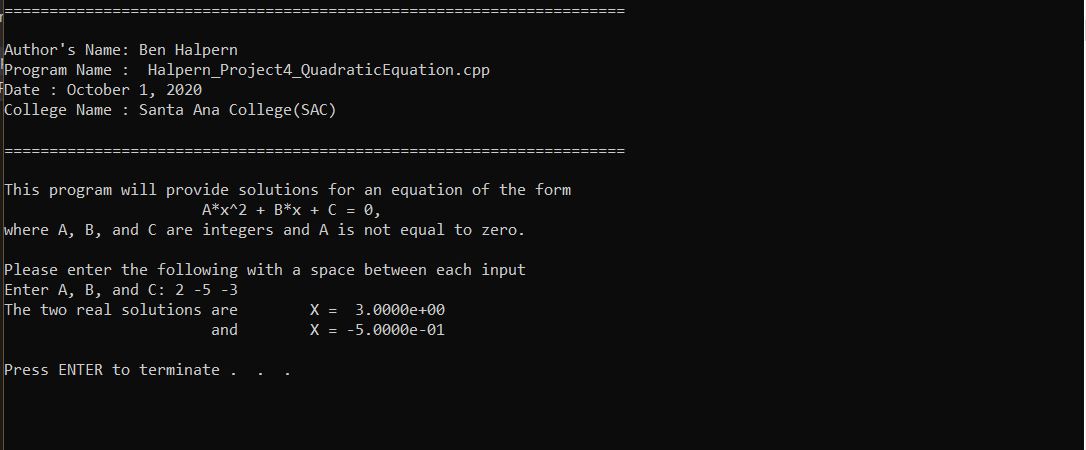 =====================================================================
Author's Name: Ben Halpern
Program Name :  Halpern_Project4_QuadraticEquation.cpp
Date : October 1, 2020
College Name : Santa Ana College(SAC)
=====================================================================
This program will provide solutions for an equation of the form
A*x^2 + B*x + C = 0,
where A, B, and C are integers and A is not equal to zero.
Please enter the following with a space between each input
Enter A, B, and C: 2 -5 -3
The two real solutions are        X =  3.0000e+00
and        X = -5.0000e-01
Press ENTER to terminate .  .  .